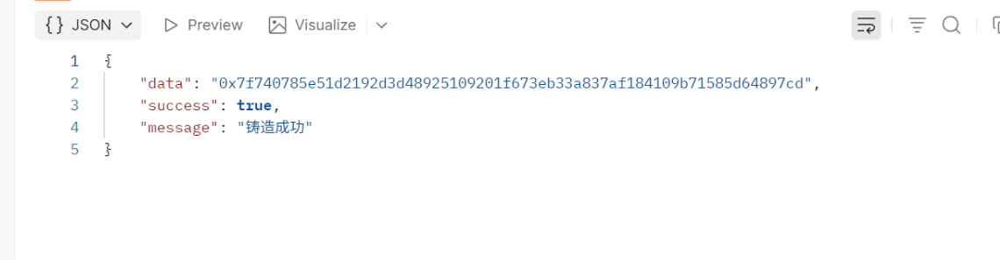 {} JSON Preview Visualize
1 {
2 "data": "0x7f740785e51d2192d3d48925109201f673eb33a837af184109b71585d64897cd",
3 "success": true,
4 "message": "铸造成功"
5 }